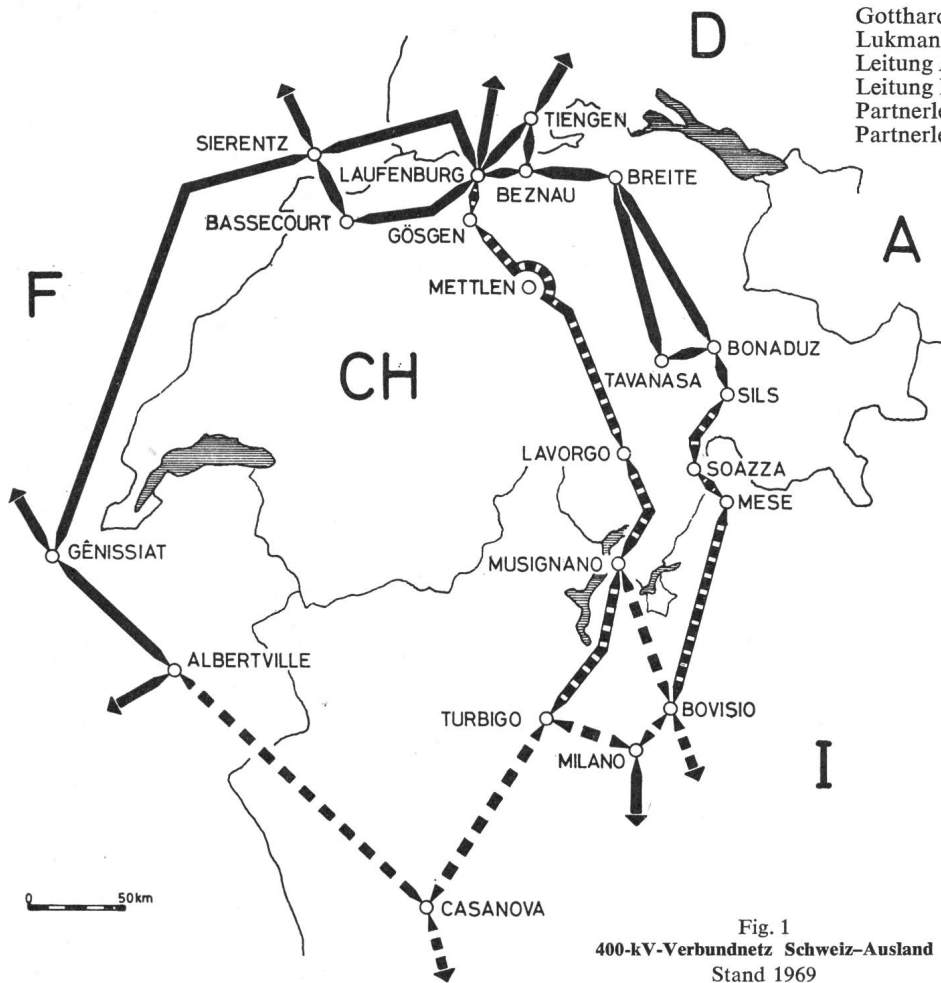 Gotthard
Lukman
Leitung
Leitung
Partnerle
Partnerle
D
TIENGEN
SIERENTZ
LAUFENBURG
BEZNAU
BREITE
BASSECOURT
GÖSGEN
A
F
METTLEN
CH
BONADUZ
TAVANASA
SILS
LAVORGO
SOAZZA
MESE
GÊNISSIAT
MUSIGNANO
ALBERTVILLE
TURBIGO
BOVISIO
MILANO
I
0 50km
CASANOVA
Fig. 1
400-kV-Verbundnetz Schweiz–Ausland
Stand 1969